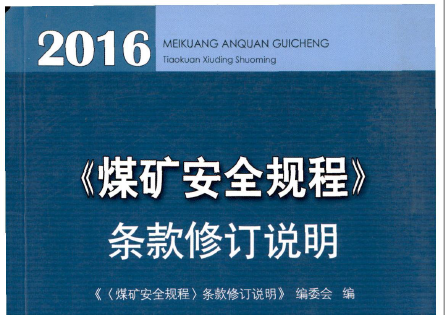 2016
MEIKUANG ANQUAN GUICHENG
Tiaokuan Xiuding Shuoming
《煤矿安全规程》
条款修订说明
《〈煤矿安全规程〉条款修订说明》 编委会 编